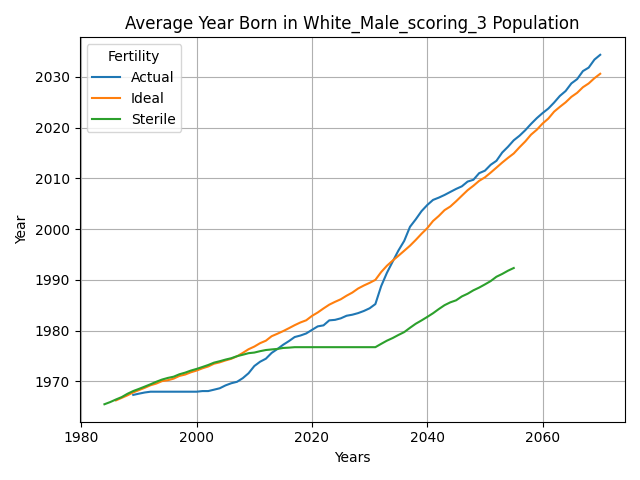 Average Year Born in White_Male_scoring_3 Population
Fertility
Actual
Ideal
Sterile
Year
2030
2020
2010
2000
1990
1980
1970
1980
2000
2020
2040
2060
Years